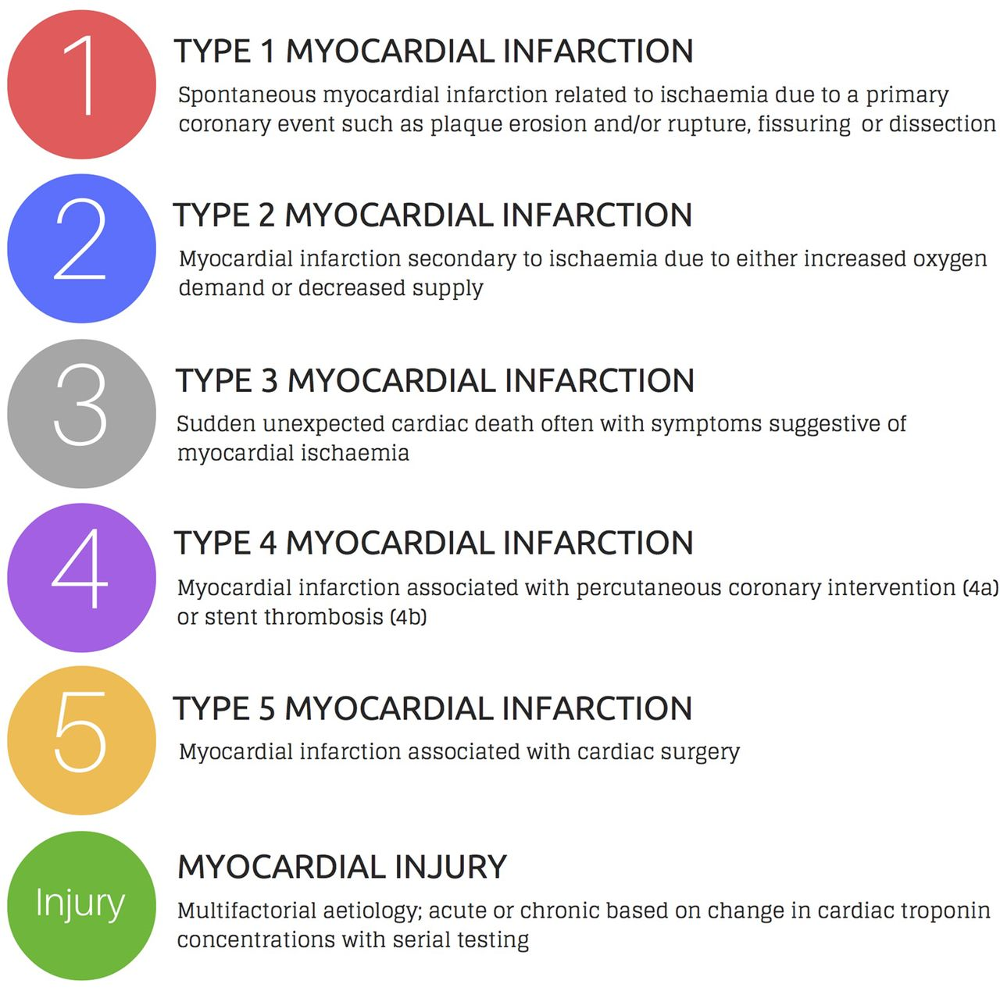 1
TYPE 1 MYOCARDIAL INFARCTION
Spontaneous myocardial infarction related to ischaemia due to a primary
coronary event such as plaque erosion and/or rupture, fissuring or dissection
2
TYPE 2 MYOCARDIAL INFARCTION
Myocardial infarction secondary to ischaemia due to either increased oxygen
demand or decreased supply
3
TYPE 3 MYOCARDIAL INFARCTION
Sudden unexpected cardiac death often with symptoms suggestive of
myocardial ischaemia
4
TYPE 4 MYOCARDIAL INFARCTION
Myocardial infarction associated with percutaneous coronary intervention (4a)
or stent thrombosis (4b)
5
TYPE 5 MYOCARDIAL INFARCTION
Myocardial infarction associated with cardiac surgery
Injury
MYOCARDIAL INJURY
Multifactorial aetiology; acute or chronic based on change in cardiac troponin
concentrations with serial testing